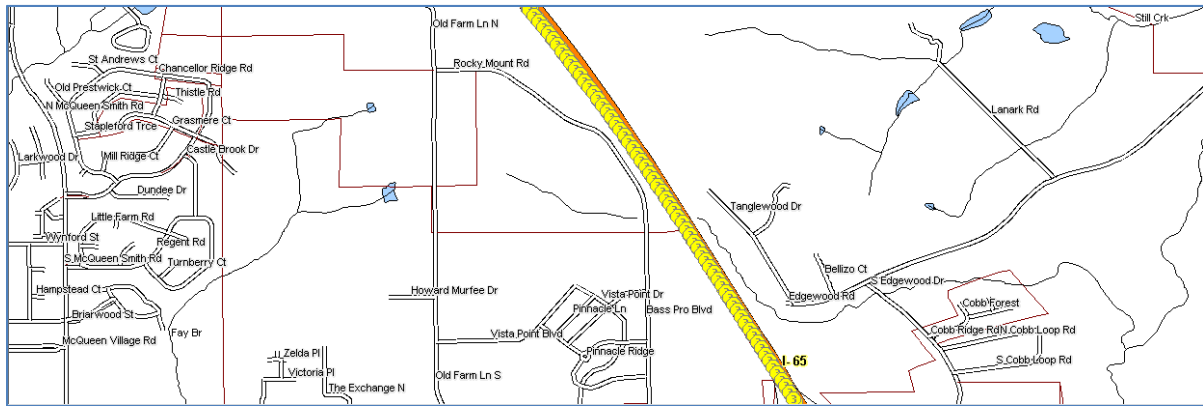 Old Farm Ln N
Still Crk
St Andrews Ct
Chancellor Ridge Rd
Rocky Mount Rd
Old Prestwick Ct
Thistle Rd
N McQueen Smith Rd
Lanark Rd
Grasmere Ct
Stapleford Trce
Castle Brook Dr
Larkwood Dr
Mill Ridge Ct
Dundee Dr
Tanglewood Dr
Little Farm Rd
Wynford St
Regent Rd
S McQueen Smith Rd
Turnberry Ct
Bellizo Ct
S Edgewood Dr
Hampstead Ct
Howard Murfee Dr
Vista Point Dr
Edgewood Rd
Cobb Forest
Pinnacle Ln
Bass Pro Blvd
Briarwood St
Fay Br
Vista Point Blvd
Cobb Ridge Rd
N Cobb Loop Rd
McQueen Village Rd
Zelda Pl
Pinnacle Ridge
S Cobb Loop Rd
I-65
Victoria Pl
Old Farm Ln S
The Exchange N